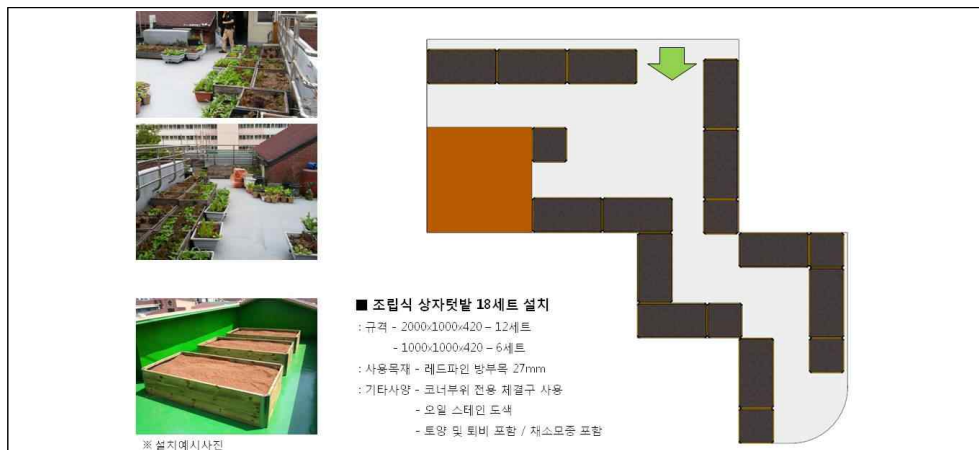 ■ 조립식 상자텃밭 18세트 설치
: 규격 - 2000x1000x420 – 12세트
- 1000x1000x420 – 6세트
: 사용목재 - 레드파인 방부목 27mm
: 기타사양 - 코너부위 전용 체결구 사용
- 오일 스테인 도색
- 토양 및 퇴비 포함 / 채소모종 포함
※ 설치예시사진